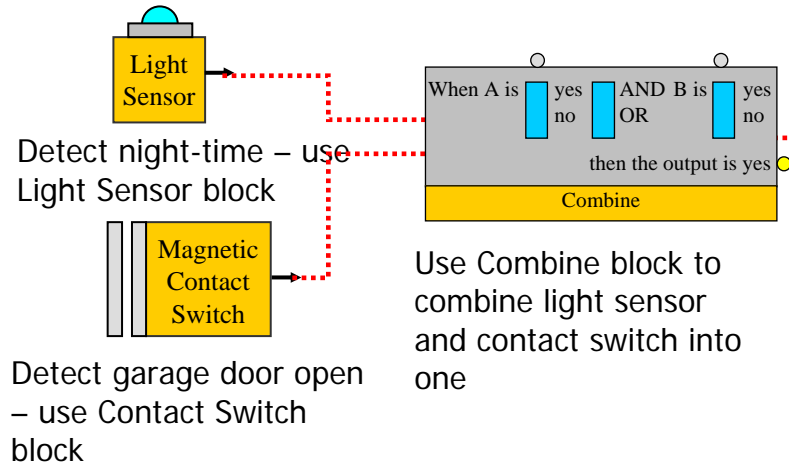 Light
Sensor
Detect night-time – use
Light Sensor block
Magnetic
Contact
Switch
Detect garage door open
– use Contact Switch
block
When A is yes AND B is yes
no OR no
then the output is yes
Combine
Use Combine block to
combine light sensor
and contact switch into
one